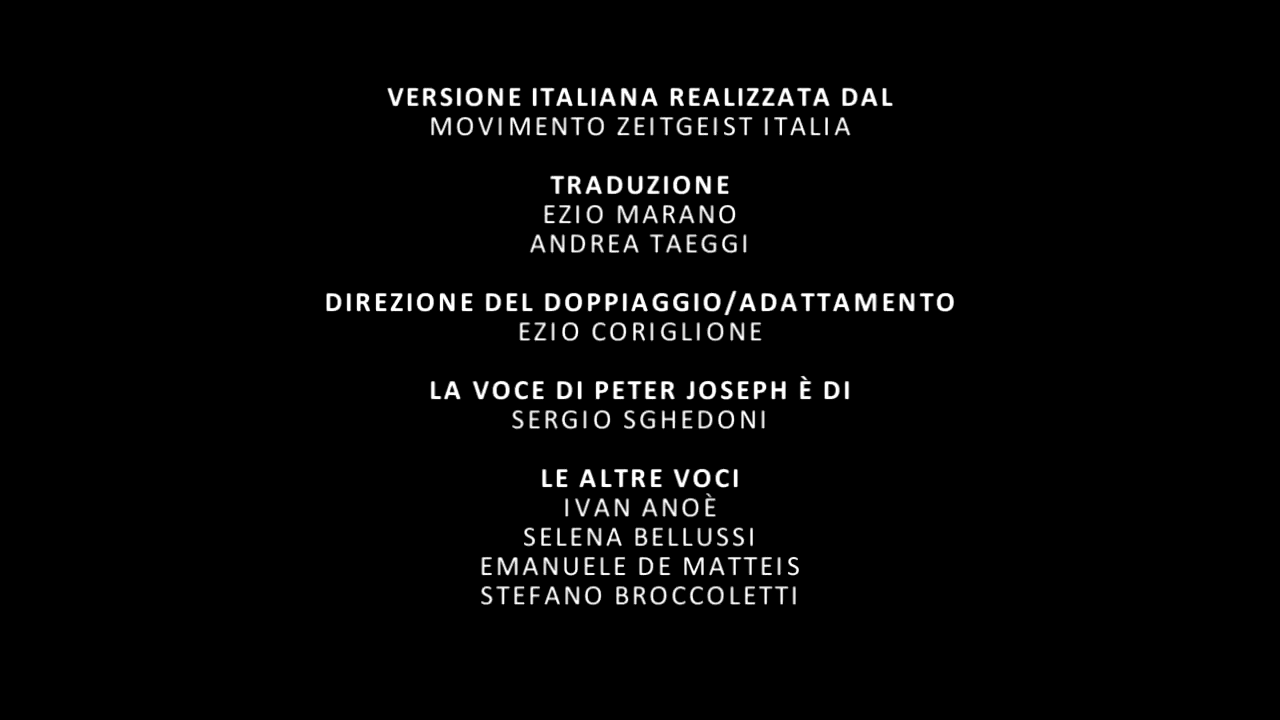 VERSIONE ITALIANA REALIZZATA DAL
MOVIMENTO ZEITGEIST ITALIA
TRADUZIONE
EZIO MARANO
ANDREA TAEGGI
DIREZIONE DEL DOPPIAGGIO/ADATTAMENTO
EZIO CORIGLIONE
LA VOCE DI PETER JOSEPH È DI
SERGIO SGHEDONI
LE ALTRE VOCI
IVAN ANOÈ
SELENA BELLUSSI
EMANUELE DE MATTEIS
STEFANO BROCCOLETTI